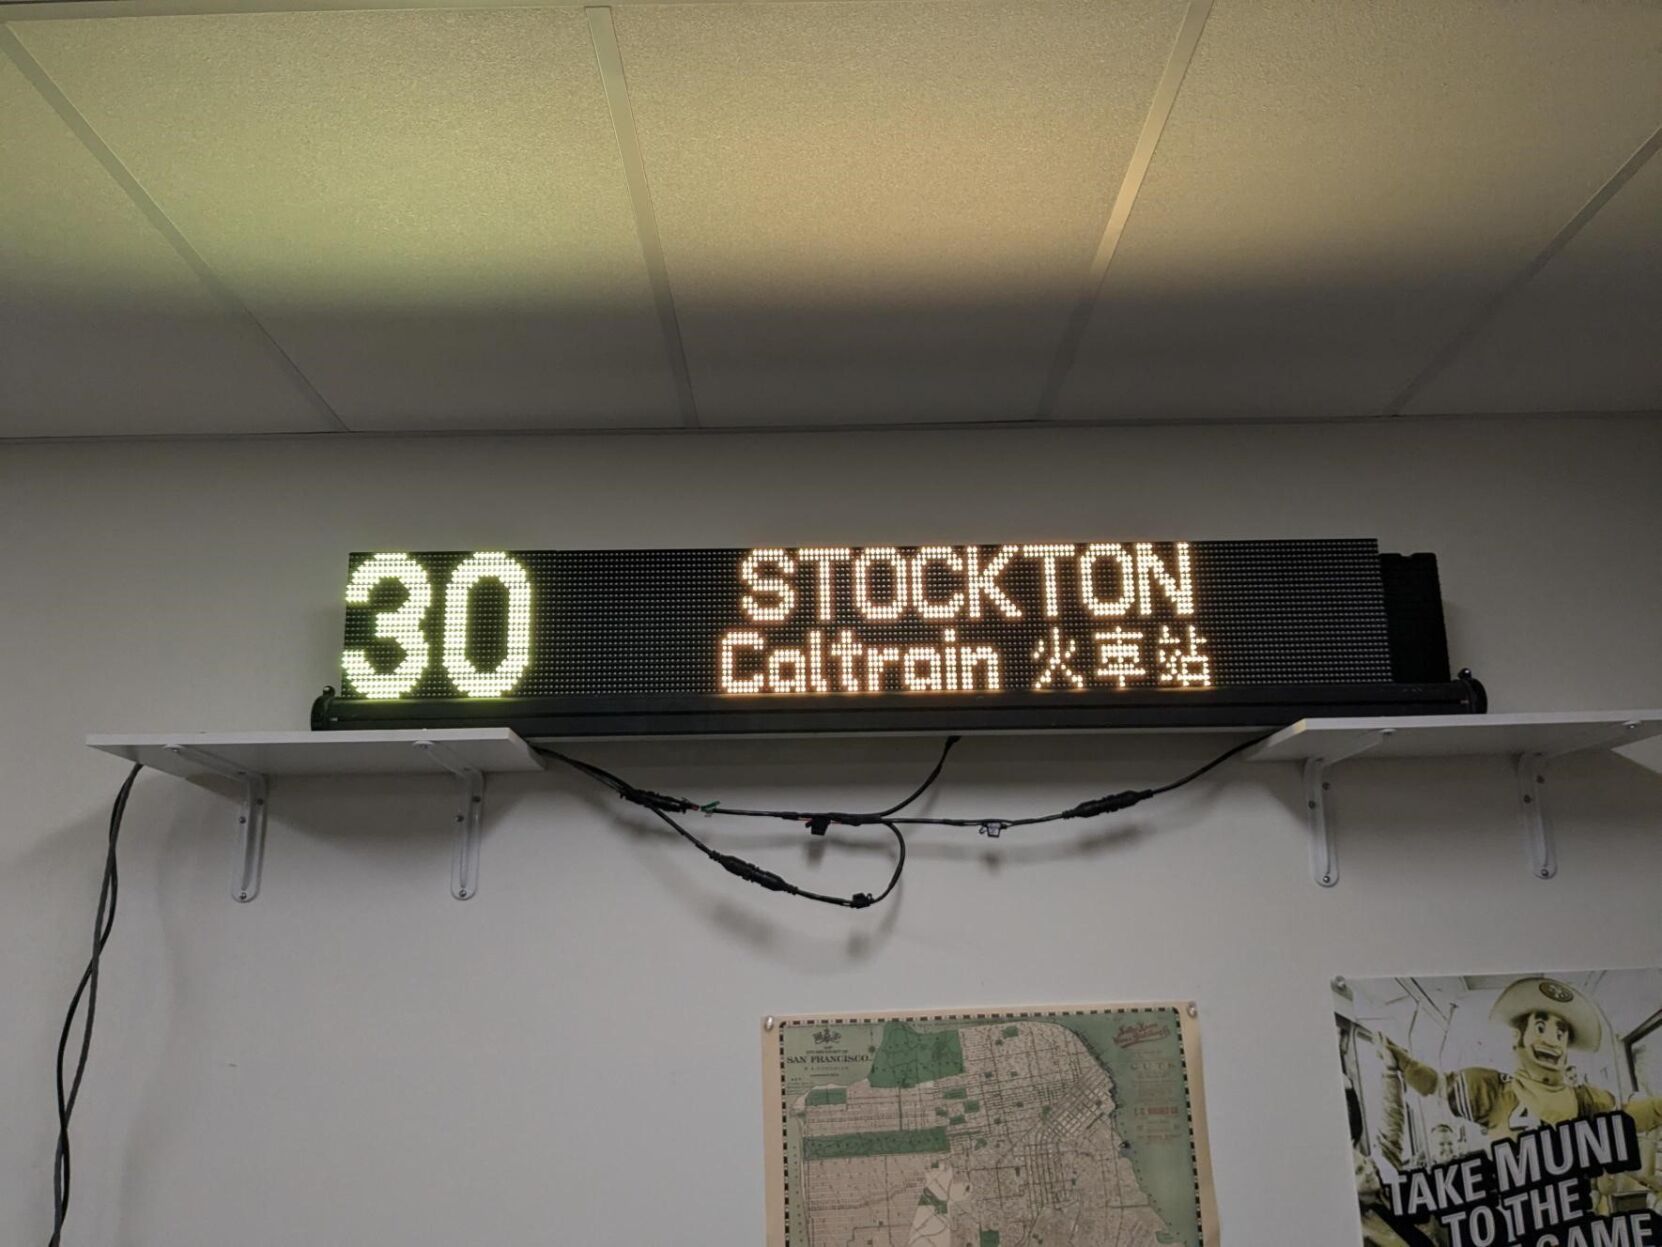 30
STOCKTON
Caltrain 火車站
SAN FRANCISCO.
TAKE MUNI
TO THE
GAME